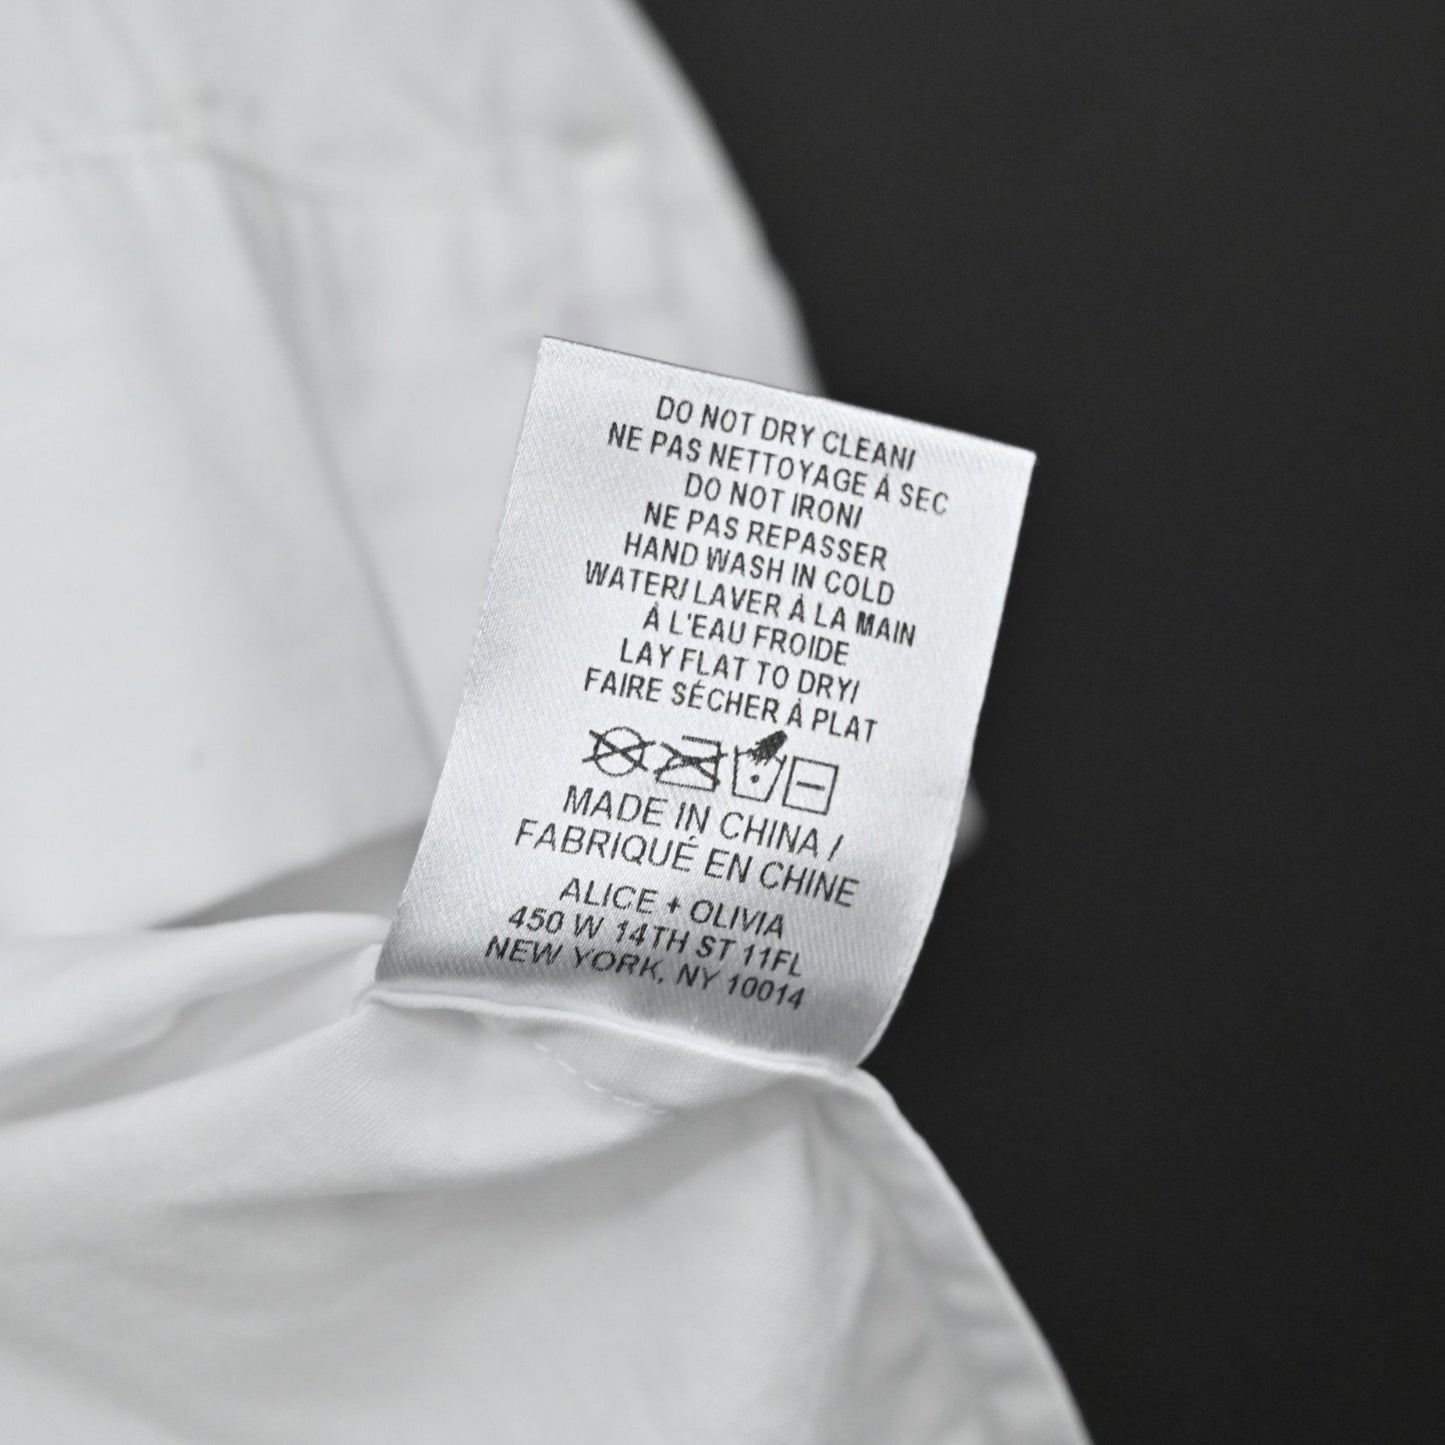 DO NOT DRY CLEAN/
NE PAS NETTOYAGE À SEC
DO NOT IRON/
NE PAS REPASSER
HAND WASH IN COLD
WATER/ LAVER À LA MAIN
À L'EAU FROIDE
LAY FLAT TO DRY/
FAIRE SÉCHER À PLAT
MADE IN CHINA /
FABRIQUÉ EN CHINE
ALICE + OLIVIA
450 W 14TH ST 11FL
NEW YORK, NY 10014